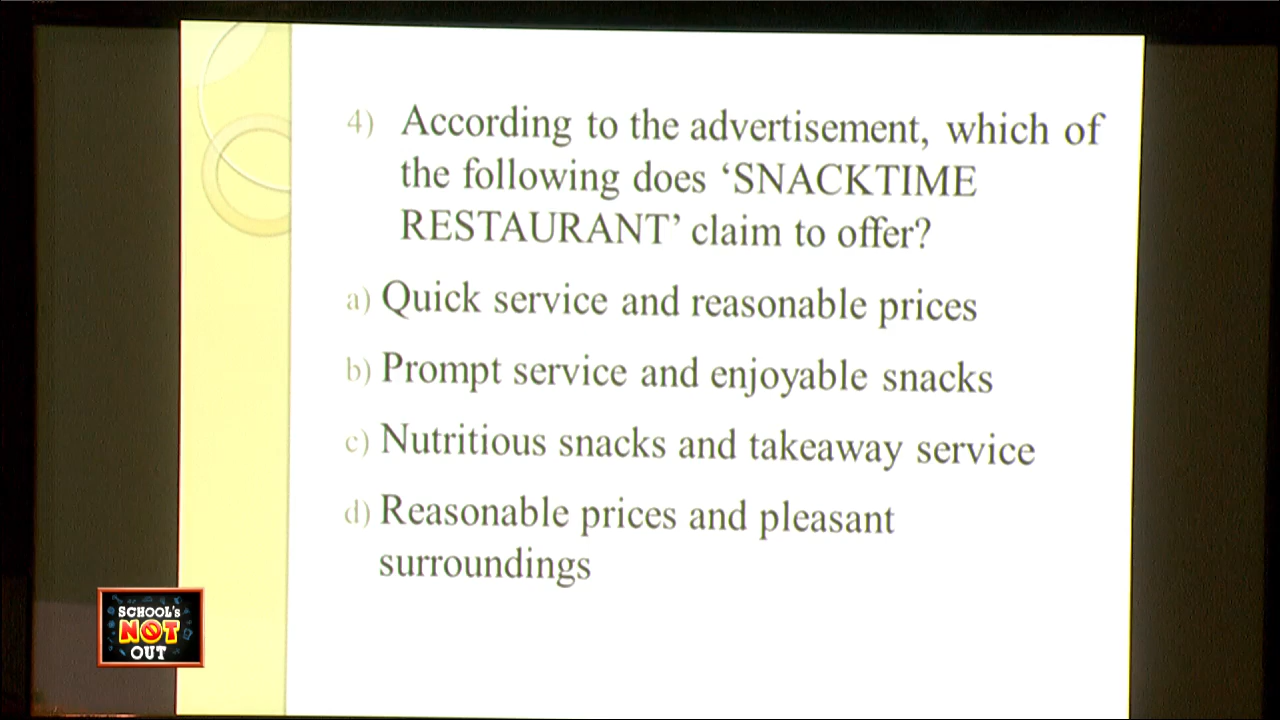 4) According to the advertisement, which of
the following does ‘SNACKTIME
RESTAURANT’ claim to offer?
a) Quick service and reasonable prices
b) Prompt service and enjoyable snacks
c) Nutritious snacks and takeaway service
d) Reasonable prices and pleasant
surroundings
SCHOOL's
NOT
OUT